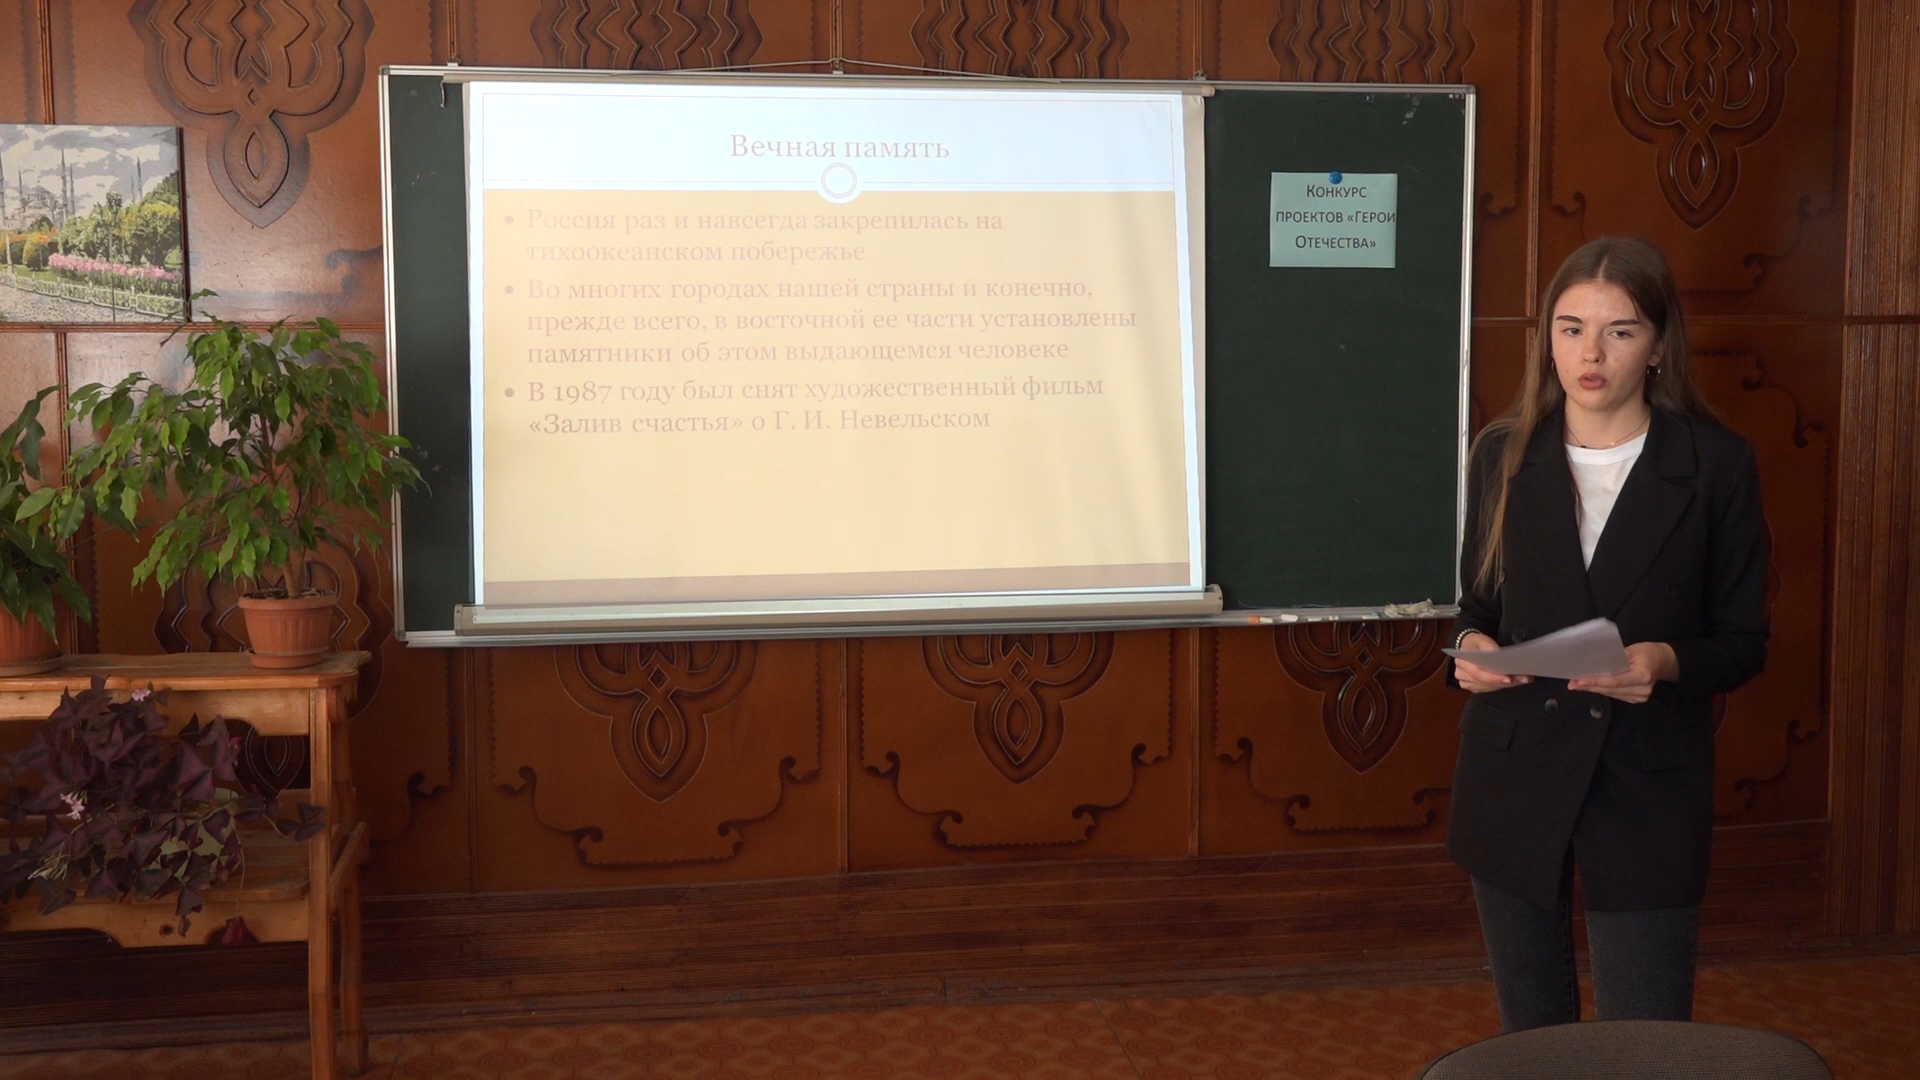 Вечная память
• Россия раз и навсегда закрепилась на
тихоокеанском побережье
• Во многих городах нашей страны и конечно,
прежде всего, в восточной ее части установлены
памятники об этом выдающемся человеке
• В 1987 году был снят художественный фильм
«Залив счастья» о Г. И. Невельском
Конкурс
проектов «Герои
Отечества»